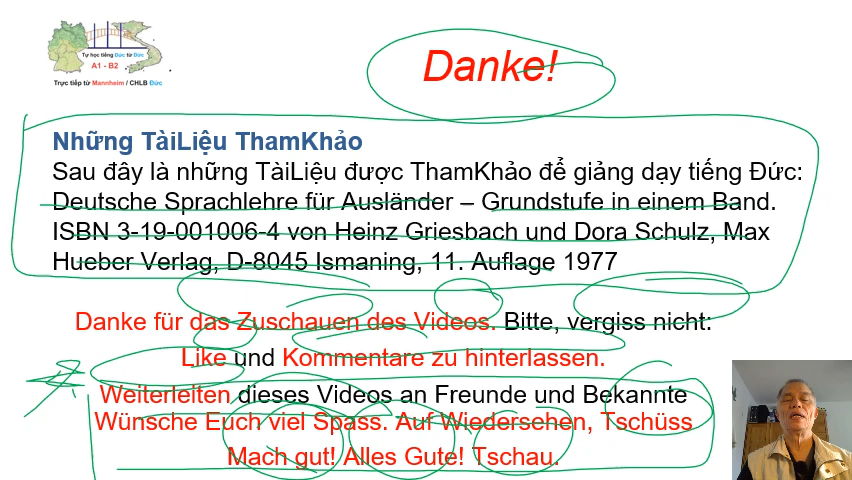 Tự học tiếng Đức từ Đức
A1 - B2
Trực tiếp từ Mannheim / CHLB Đức
Danke!
Những TàiLiệu ThamKhảo
Sau đây là những TàiLiệu được ThamKhảo để giảng dạy tiếng Đức:
Deutsche Sprachlehre für Ausländer – Grundstufe in einem Band.
ISBN 3-19-001006-4 von Heinz Griesbach und Dora Schulz, Max
Hueber Verlag, D-8045 Ismaning, 11. Auflage 1977
Danke für das Zuschauen des Videos. Bitte, vergiss nicht:
Like und Kommentare zu hinterlassen.
Weiterleiten dieses Videos an Freunde und Bekannte
Wünsche Euch viel Spass. Auf Wiedersehen, Tschüss
Mach gut! Alles Gute! Tschau.